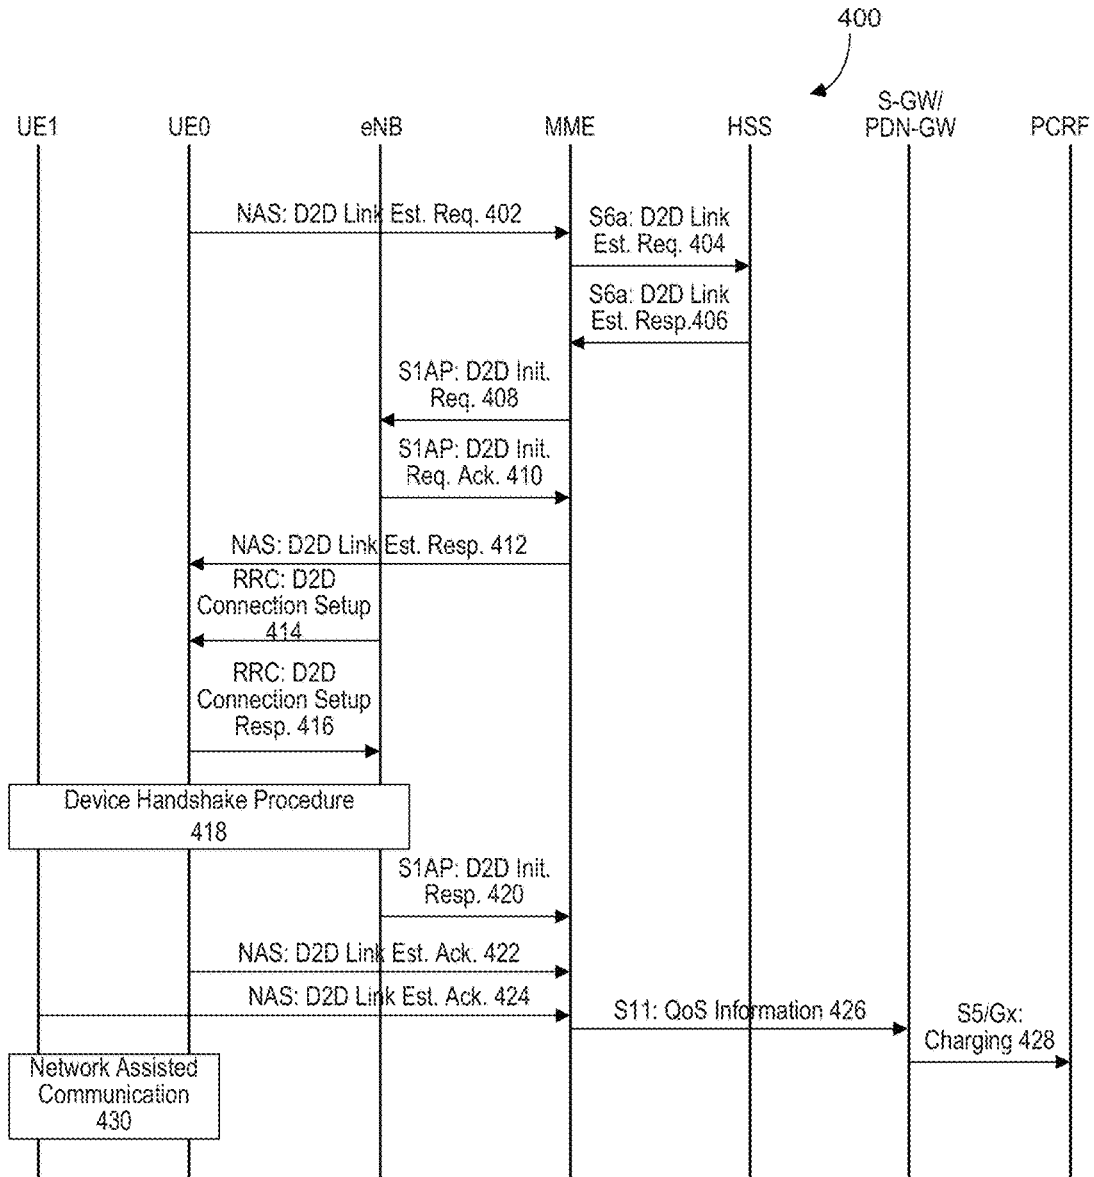 400
UE1
UE0
eNB
MME
HSS
S-GW/
PDN-GW
PCRF
NAS: D2D Link Est. Req. 402
S6a: D2D Link
Est. Req. 404
S6a: D2D Link
Est. Resp.406
S1AP: D2D Init.
Req. 408
S1AP: D2D Init.
Req. Ack. 410
NAS: D2D Link Est. Resp. 412
RRC: D2D
Connection Setup
414
RRC: D2D
Connection Setup
Resp. 416
Device Handshake Procedure
418
S1AP: D2D Init.
Resp. 420
NAS: D2D Link Est. Ack. 422
NAS: D2D Link Est. Ack. 424
S11: QoS Information 426
S5/Gx:
Charging 428
Network Assisted
Communication
430